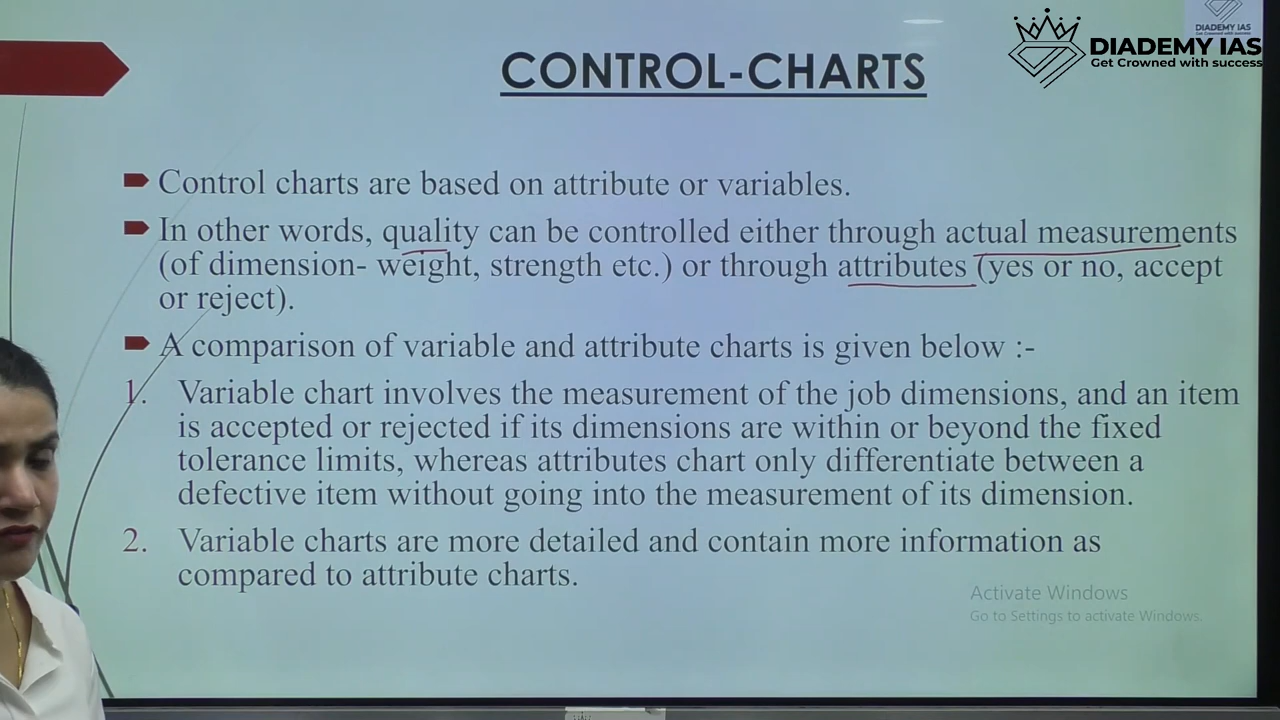 DIADEMY IAS
Get Crowned with success
DIADEMY IAS
Get Crowned with success
CONTROL-CHARTS
Control charts are based on attribute or variables.
In other words, quality can be controlled either through actual measurements
(of dimension- weight, strength etc.) or through attributes (yes or no, accept
or reject).
A comparison of variable and attribute charts is given below :-
1. Variable chart involves the measurement of the job dimensions, and an item
is accepted or rejected if its dimensions are within or beyond the fixed
tolerance limits, whereas attributes chart only differentiate between a
defective item without going into the measurement of its dimension.
2. Variable charts are more detailed and contain more information as
compared to attribute charts.
Activate Windows
Go to Settings to activate Windows.